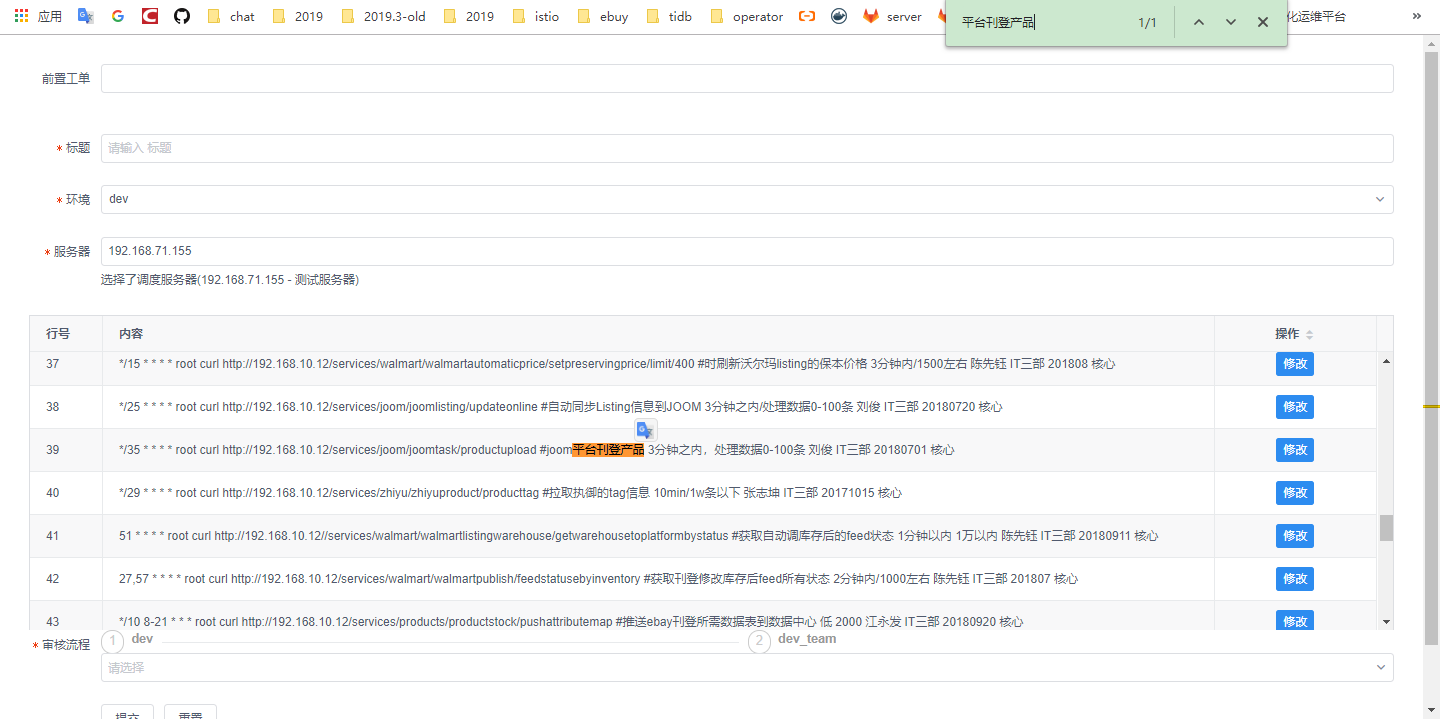 应用 chat 2019 2019.3-old 2019 istio ebuy tidb operator server 化运维平台 »
平台刊登产品 1/1
前置工单
* 标题 请输入 标题
* 环境 dev
* 服务器 192.168.71.155
选择了调度服务器(192.168.71.155 - 测试服务器)
行号 内容 操作
37 */15 * * * * root curl http://192.168.10.12/services/walmart/walmartautomaticprice/setpreservingprice/limit/400 #时刷新沃尔玛listing的保本价格 3分钟内/1500左右 陈先钰 IT三部 201808 核心 修改
38 */25 * * * * root curl http://192.168.10.12/services/joom/joomlisting/updateonline #自动同步Listing信息到JOOM 3分钟之内/处理数据0-100条 刘俊 IT三部 20180720 核心 修改
39 */35 * * * * root curl http://192.168.10.12/services/joom/joomtask/productupload #joom平台刊登产品 3分钟之内，处理数据0-100条 刘俊 IT三部 20180701 核心 修改
40 */29 * * * * root curl http://192.168.10.12/services/zhiyu/zhiyuproduct/producttag #拉取执御的tag信息 10min/1w条以下 张志坤 IT三部 20171015 核心 修改
41 51 * * * * root curl http://192.168.10.12//services/walmart/walmartlistingwarehouse/getwarehousetoplatformbystatus #获取自动调库存后的feed状态 1分钟以内 1万以内 陈先钰 IT三部 20180911 核心 修改
42 27,57 * * * * root curl http://192.168.10.12/services/walmart/walmartpublish/feedstatusebyinventory #获取刊登修改库存后feed所有状态 2分钟内/1000左右 陈先钰 IT三部 201807 核心 修改
43 */10 8-21 * * * root curl http://192.168.10.12/services/products/productstock/pushattributemap #推送ebay刊登所需数据表到数据中心 低 2000 江永发 IT三部 20180920 核心 修改
* 审核流程 1 dev 2 dev_team
请选择
提交 重置